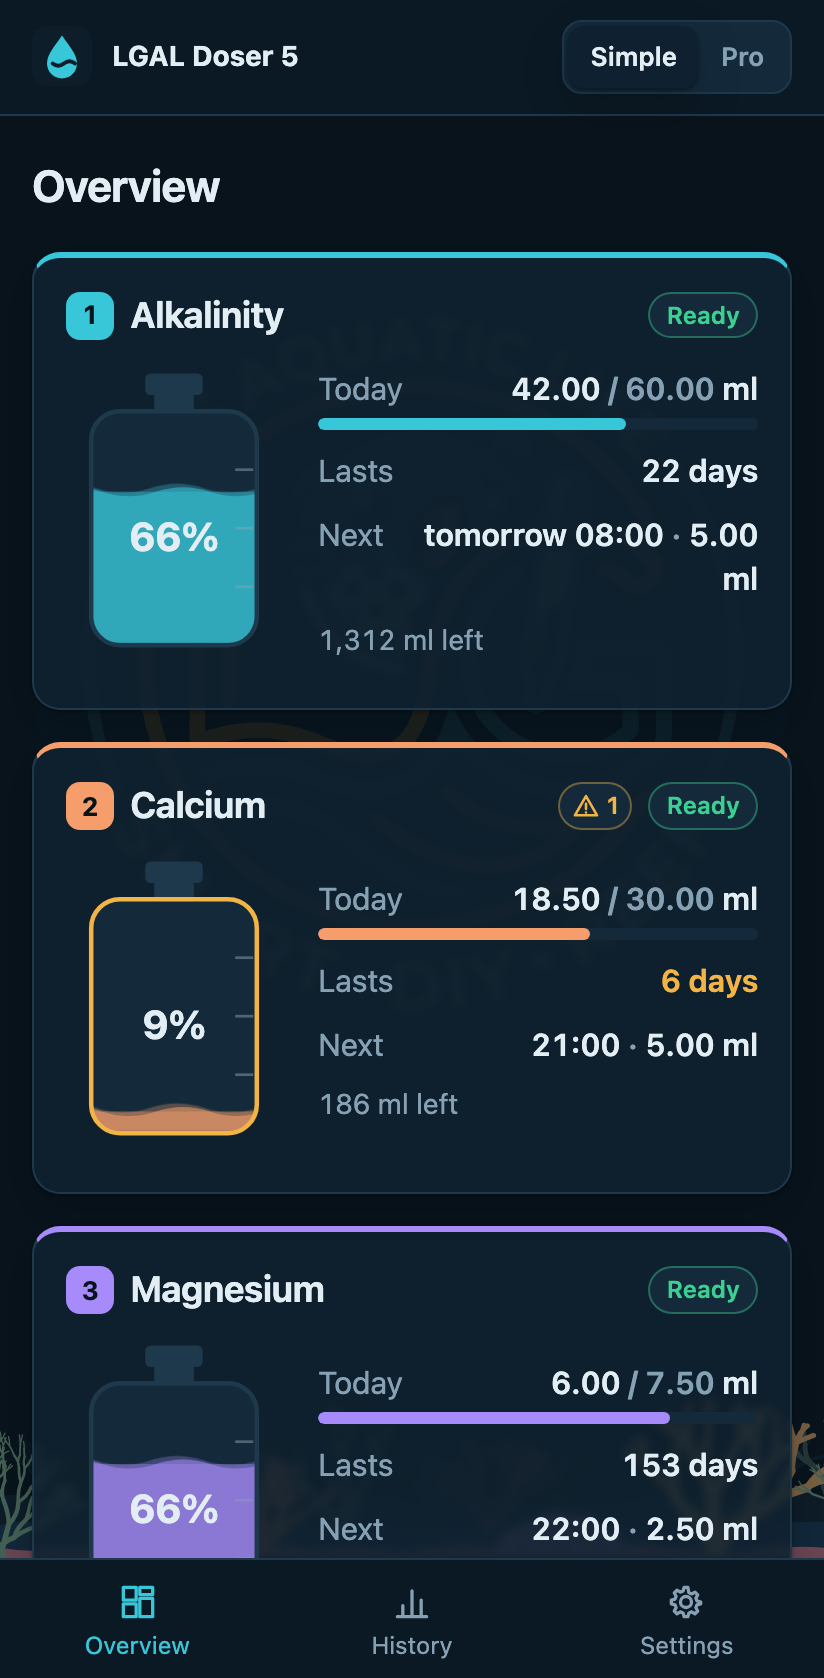 LGAL Doser 5
Simple Pro
Overview
1 Alkalinity Ready
Today 42.00 / 60.00 ml
Lasts 22 days
66%
Next tomorrow 08:00 · 5.00
ml
1,312 ml left
2 Calcium 1 Ready
Today 18.50 / 30.00 ml
Lasts 6 days
9%
Next 21:00 · 5.00 ml
186 ml left
3 Magnesium Ready
Today 6.00 / 7.50 ml
Lasts 153 days
66%
Next 22:00 · 2.50 ml
Overview History Settings